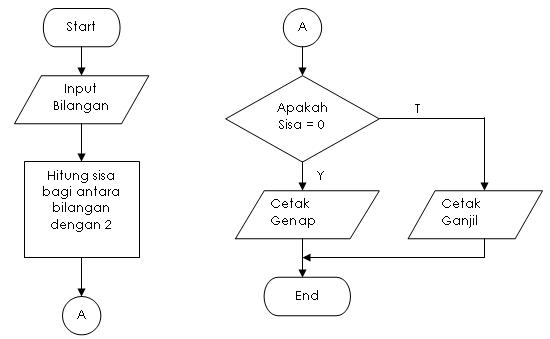 Start
Input
Bilangan
Hitung sisa
bagi antara
bilangan
dengan 2
A
A
Apakah
Sisa = 0
T
Y
Cetak
Genap
Cetak
Ganjil
End